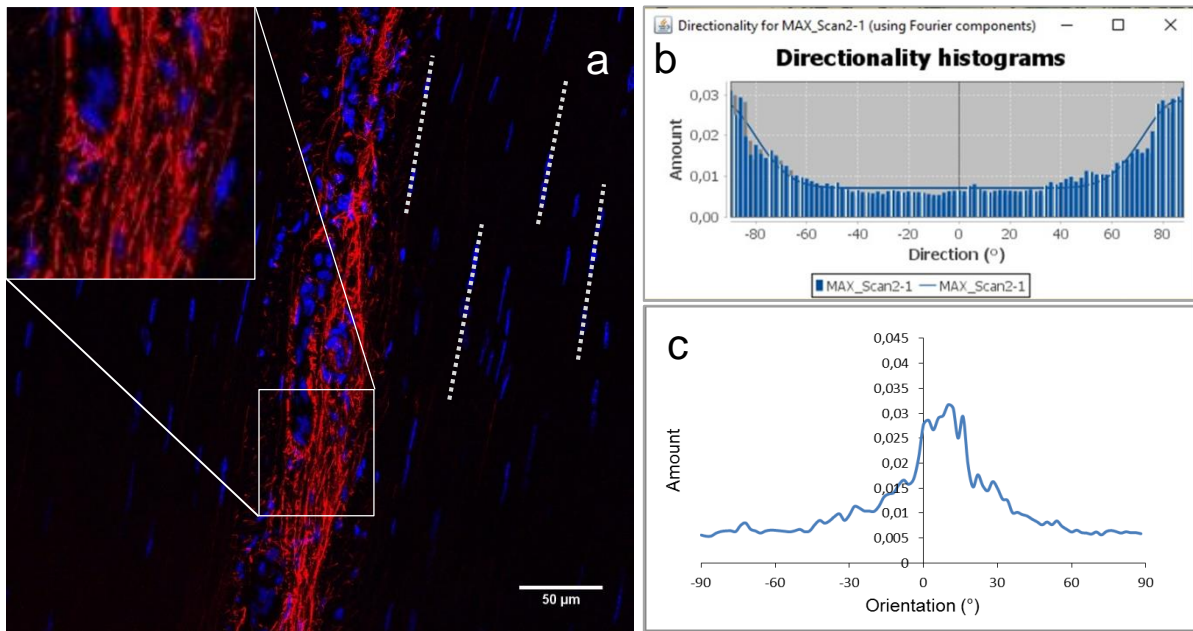 a
50 µm
Directionality for MAX_Scan2-1 (using Fourier components)
b
Directionality histograms
0,03
0,02
0,01
0,00
Amount
-80 -60 -40 -20 0 20 40 60 80
Direction (°)
MAX_Scan2-1 MAX_Scan2-1
c
0,045
0,04
0,035
0,03
0,025
0,02
0,015
0,01
0,005
0
Amount
-90 -60 -30 0 30 60 90
Orientation (°)